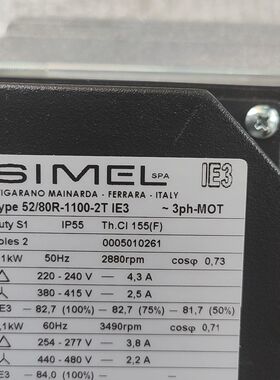 SIMEL SPA IE3
VIGARANO MAINARDA - FERRARA - ITALY
ype 52/80R-1100-2T IE3 ~ 3ph-MOT
uty S1 IP55 Th.Cl 155(F)
oles 2 0005010261
1kW 50Hz 2880rpm cosφ 0,73
220 - 240 V — 4,3 A
380 - 415 V — 2,5 A
IE3 — 82,7 (100%) — 82,7 (75%) — 81,7 (50%)
,1kW 60Hz 3490rpm cosφ 0,71
254 - 277 V — 3,8 A
440 - 480 V — 2,2 A
IE3 — 84,0 (100%)